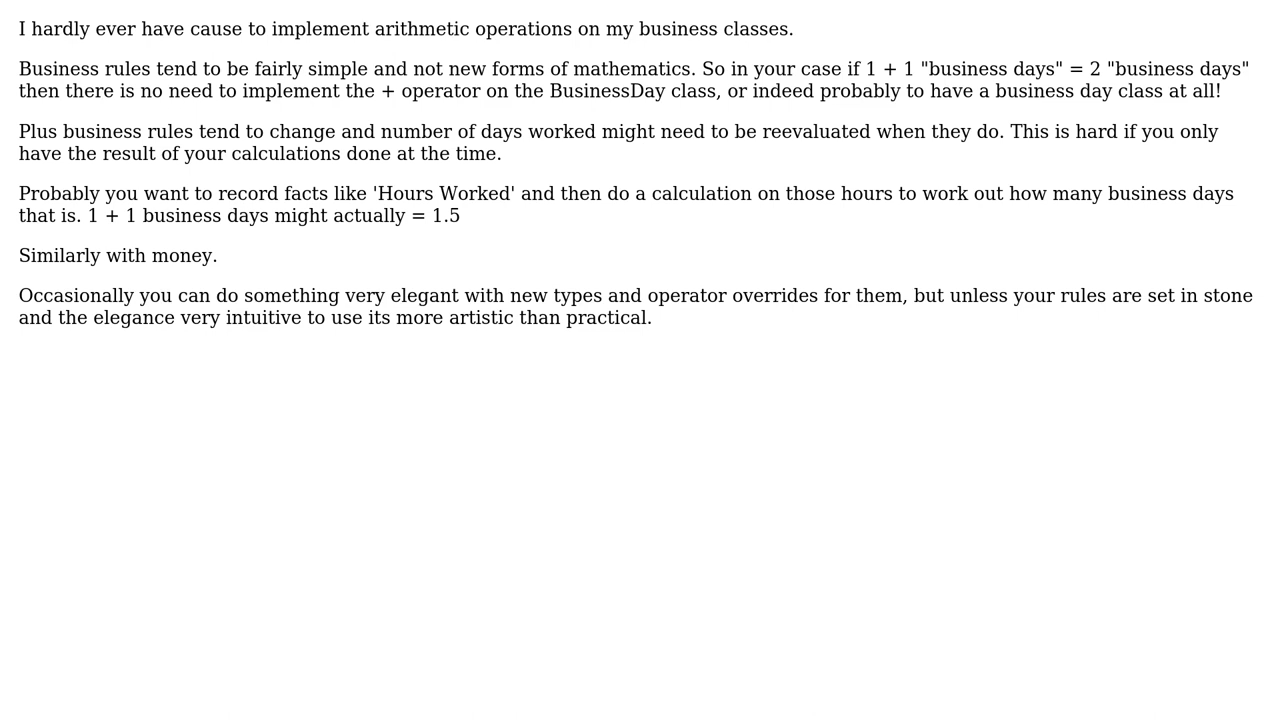 I hardly ever have cause to implement arithmetic operations on my business classes.
Business rules tend to be fairly simple and not new forms of mathematics. So in your case if 1 + 1 "business days" = 2 "business days"
then there is no need to implement the + operator on the BusinessDay class, or indeed probably to have a business day class at all!
Plus business rules tend to change and number of days worked might need to be reevaluated when they do. This is hard if you only
have the result of your calculations done at the time.
Probably you want to record facts like 'Hours Worked' and then do a calculation on those hours to work out how many business days
that is. 1 + 1 business days might actually = 1.5
Similarly with money.
Occasionally you can do something very elegant with new types and operator overrides for them, but unless your rules are set in stone
and the elegance very intuitive to use its more artistic than practical.